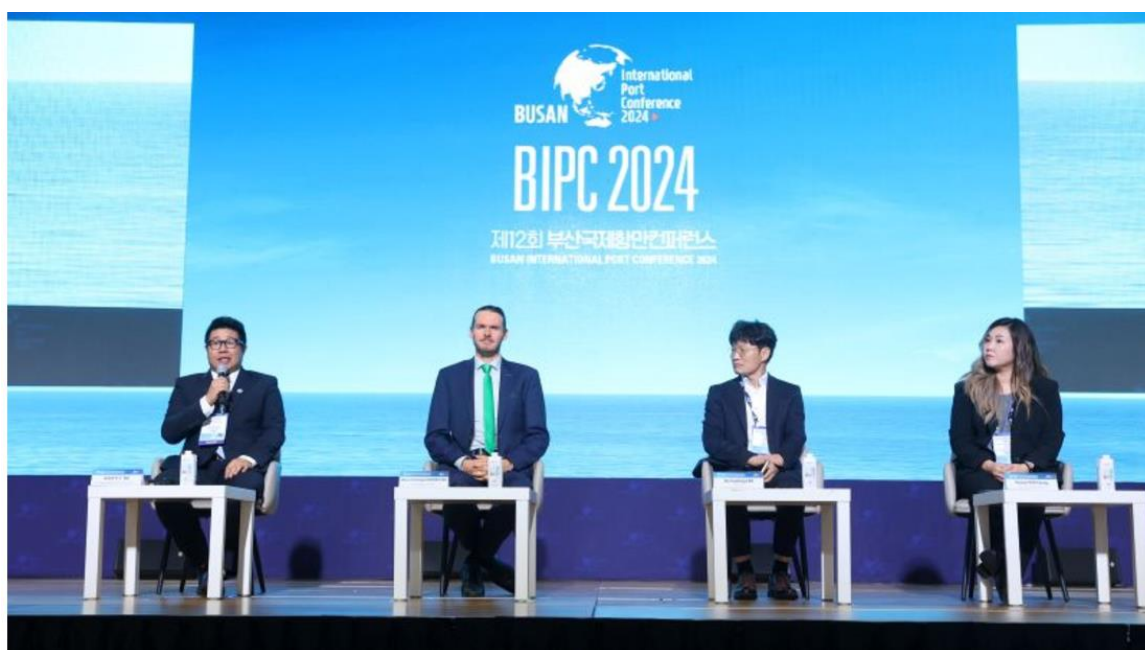 BUSAN
International
Port
Conference
2024
BIPC 2024
제12회 부산국제항만컨퍼런스
BUSAN INTERNATIONAL PORT CONFERENCE 2024